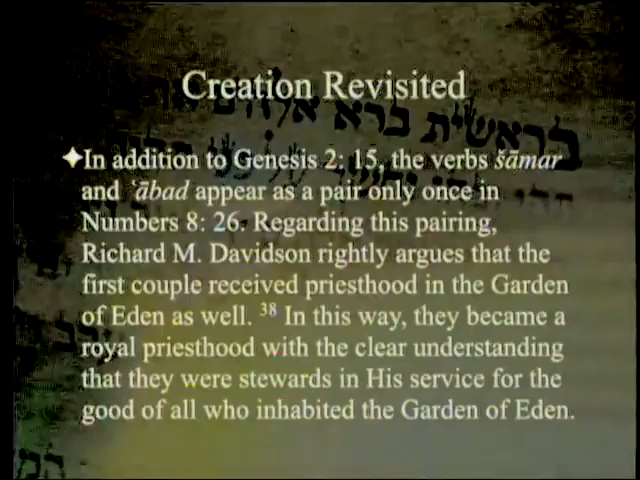 Creation Revisited
בראשית ברא אלהים
✦In addition to Genesis 2: 15, the verbs šāmar
and ʿābad appear as a pair only once in
Numbers 8: 26. Regarding this pairing,
Richard M. Davidson rightly argues that the
first couple received priesthood in the Garden
of Eden as well. 38 In this way, they became a
royal priesthood with the clear understanding
that they were stewards in His service for the
good of all who inhabited the Garden of Eden.